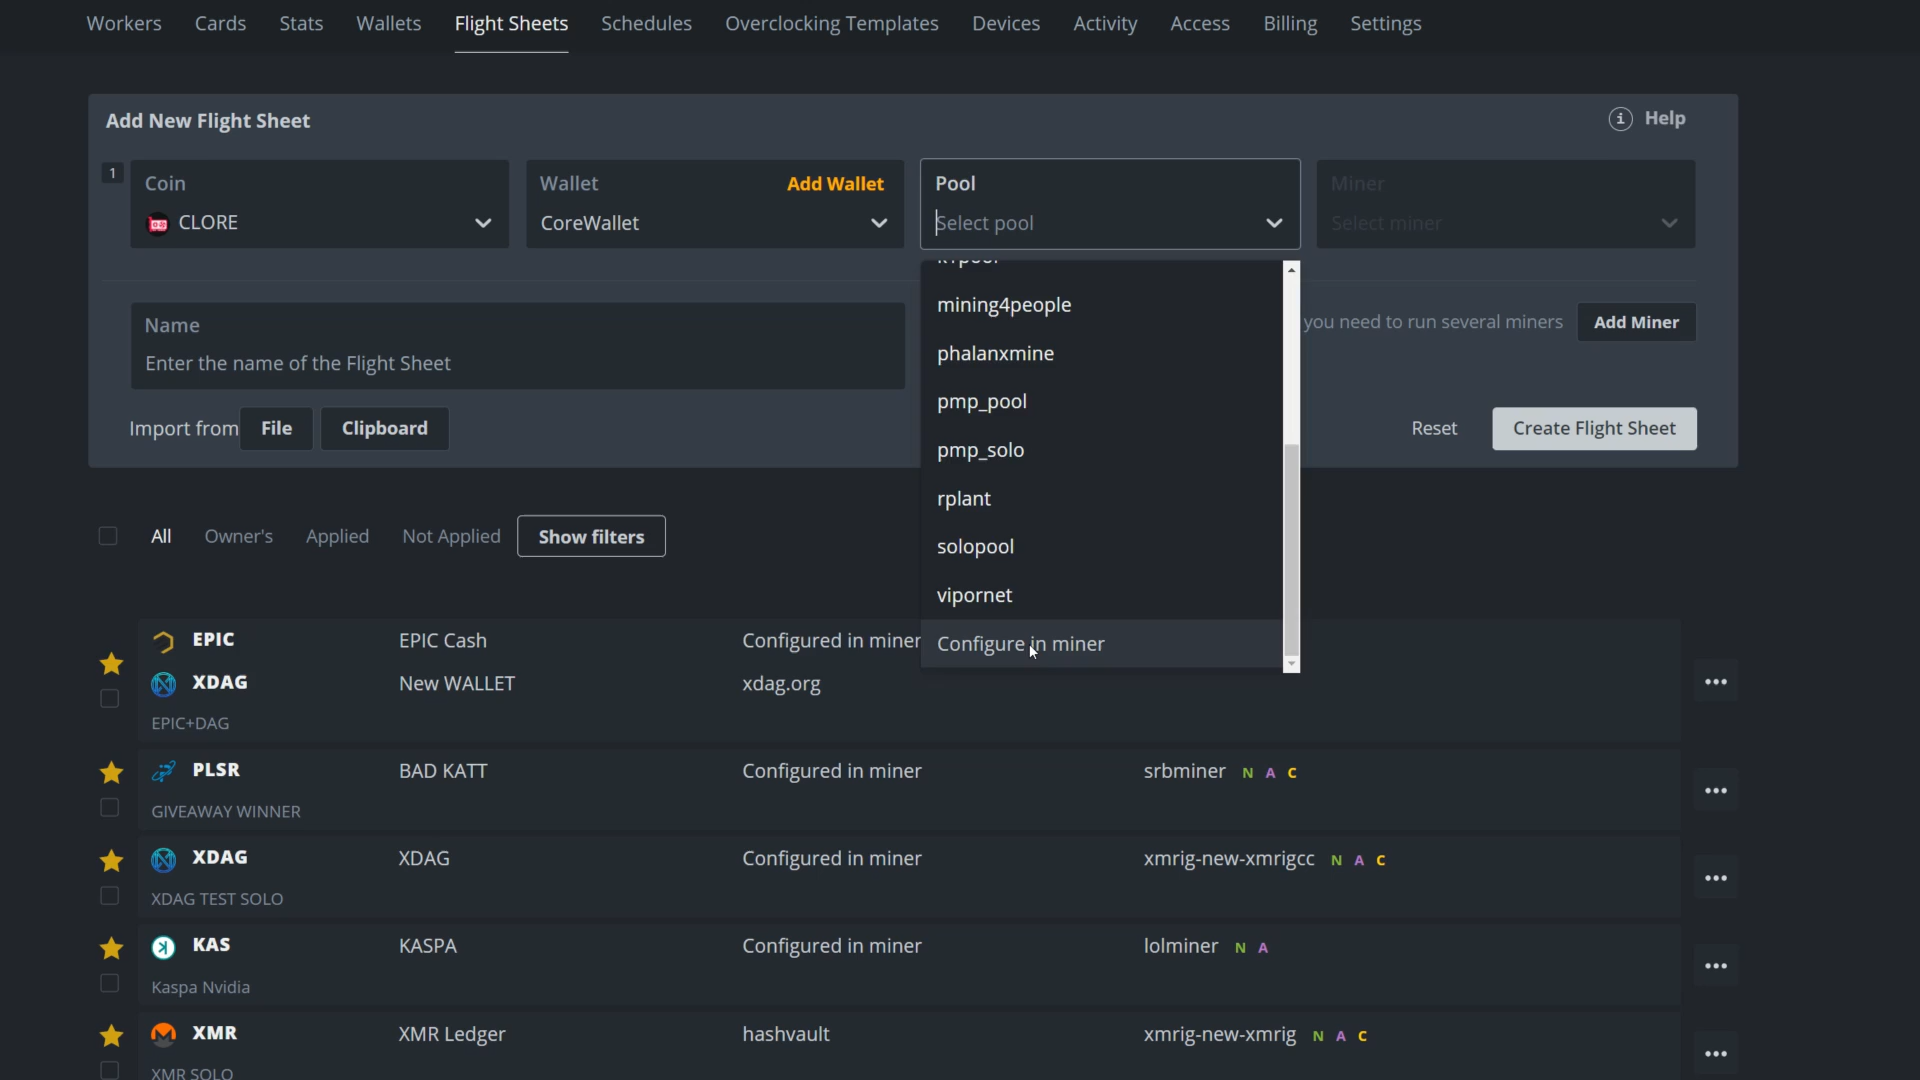 Workers Cards Stats Wallets Flight Sheets Schedules Overclocking Templates Devices Activity Access Billing Settings
Add New Flight Sheet
i Help
1
Coin
CLORE
Wallet Add Wallet
CoreWallet
Pool
Select pool
Miner
Select miner
mining4people
phalanxmine
pmp_pool
pmp_solo
rplant
solopool
vipornet
Configure in miner
Name
Enter the name of the Flight Sheet
you need to run several miners Add Miner
Import from File Clipboard
Reset Create Flight Sheet
All Owner's Applied Not Applied Show filters
EPIC EPIC Cash Configured in miner
XDAG New WALLET xdag.org
EPIC+DAG
PLSR BAD KATT Configured in miner srbminer N A C
GIVEAWAY WINNER
XDAG XDAG Configured in miner xmrig-new-xmrigcc N A C
XDAG TEST SOLO
KAS KASPA Configured in miner lolminer N A
Kaspa Nvidia
XMR XMR Ledger hashvault xmrig-new-xmrig N A C
XMR SOLO